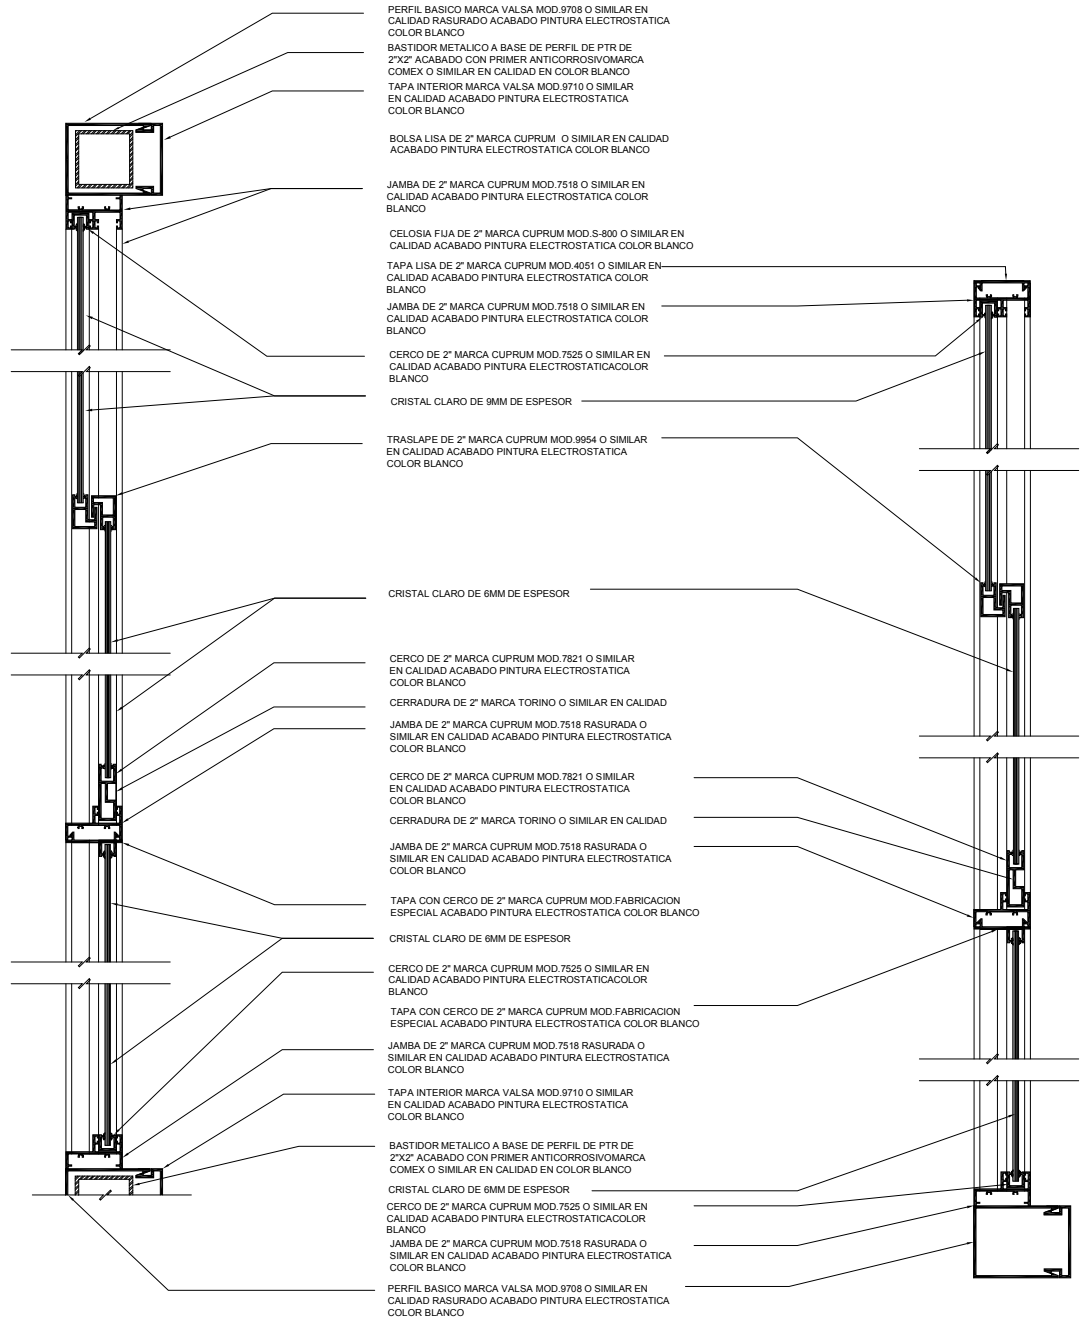 PERFIL BASICO MARCA VALSA MOD.9708 O SIMILAR EN
CALIDAD RASURADO ACABADO PINTURA ELECTROSTATICA
COLOR BLANCO
BASTIDOR METALICO A BASE DE PERFIL DE PTR DE
2"X2" ACABADO CON PRIMER ANTICORROSIVOMARCA
COMEX O SIMILAR EN CALIDAD EN COLOR BLANCO
TAPA INTERIOR MARCA VALSA MOD.9710 O SIMILAR
EN CALIDAD ACABADO PINTURA ELECTROSTATICA
COLOR BLANCO
BOLSA LISA DE 2" MARCA CUPRUM O SIMILAR EN CALIDAD
ACABADO PINTURA ELECTROSTATICA COLOR BLANCO
JAMBA DE 2" MARCA CUPRUM MOD.7518 O SIMILAR EN
CALIDAD ACABADO PINTURA ELECTROSTATICA COLOR
BLANCO
CELOSIA FIJA DE 2" MARCA CUPRUM MOD.S-800 O SIMILAR EN
CALIDAD ACABADO PINTURA ELECTROSTATICA COLOR BLANCO
TAPA LISA DE 2" MARCA CUPRUM MOD.4051 O SIMILAR EN
CALIDAD ACABADO PINTURA ELECTROSTATICA COLOR
BLANCO
JAMBA DE 2" MARCA CUPRUM MOD.7518 O SIMILAR EN
CALIDAD ACABADO PINTURA ELECTROSTATICA COLOR
BLANCO
CERCO DE 2" MARCA CUPRUM MOD.7525 O SIMILAR EN
CALIDAD ACABADO PINTURA ELECTROSTATICACOLOR
BLANCO
CRISTAL CLARO DE 9MM DE ESPESOR
TRASLAPE DE 2" MARCA CUPRUM MOD.9954 O SIMILAR
EN CALIDAD ACABADO PINTURA ELECTROSTATICA
COLOR BLANCO
CRISTAL CLARO DE 6MM DE ESPESOR
CERCO DE 2" MARCA CUPRUM MOD.7821 O SIMILAR
EN CALIDAD ACABADO PINTURA ELECTROSTATICA
COLOR BLANCO
CERRADURA DE 2" MARCA TORINO O SIMILAR EN CALIDAD
JAMBA DE 2" MARCA CUPRUM MOD.7518 RASURADA O
SIMILAR EN CALIDAD ACABADO PINTURA ELECTROSTATICA
COLOR BLANCO
CERCO DE 2" MARCA CUPRUM MOD.7821 O SIMILAR
EN CALIDAD ACABADO PINTURA ELECTROSTATICA
COLOR BLANCO
CERRADURA DE 2" MARCA TORINO O SIMILAR EN CALIDAD
JAMBA DE 2" MARCA CUPRUM MOD.7518 RASURADA O
SIMILAR EN CALIDAD ACABADO PINTURA ELECTROSTATICA
COLOR BLANCO
TAPA CON CERCO DE 2" MARCA CUPRUM MOD.FABRICACION
ESPECIAL ACABADO PINTURA ELECTROSTATICA COLOR BLANCO
CRISTAL CLARO DE 6MM DE ESPESOR
CERCO DE 2" MARCA CUPRUM MOD.7525 O SIMILAR EN
CALIDAD ACABADO PINTURA ELECTROSTATICACOLOR
BLANCO
TAPA CON CERCO DE 2" MARCA CUPRUM MOD.FABRICACION
ESPECIAL ACABADO PINTURA ELECTROSTATICA COLOR BLANCO
JAMBA DE 2" MARCA CUPRUM MOD.7518 RASURADA O
SIMILAR EN CALIDAD ACABADO PINTURA ELECTROSTATICA
COLOR BLANCO
TAPA INTERIOR MARCA VALSA MOD.9710 O SIMILAR
EN CALIDAD ACABADO PINTURA ELECTROSTATICA
COLOR BLANCO
BASTIDOR METALICO A BASE DE PERFIL DE PTR DE
2"X2" ACABADO CON PRIMER ANTICORROSIVOMARCA
COMEX O SIMILAR EN CALIDAD EN COLOR BLANCO
CRISTAL CLARO DE 6MM DE ESPESOR
CERCO DE 2" MARCA CUPRUM MOD.7525 O SIMILAR EN
CALIDAD ACABADO PINTURA ELECTROSTATICACOLOR
BLANCO
JAMBA DE 2" MARCA CUPRUM MOD.7518 RASURADA O
SIMILAR EN CALIDAD ACABADO PINTURA ELECTROSTATICA
COLOR BLANCO
PERFIL BASICO MARCA VALSA MOD.9708 O SIMILAR EN
CALIDAD RASURADO ACABADO PINTURA ELECTROSTATICA
COLOR BLANCO